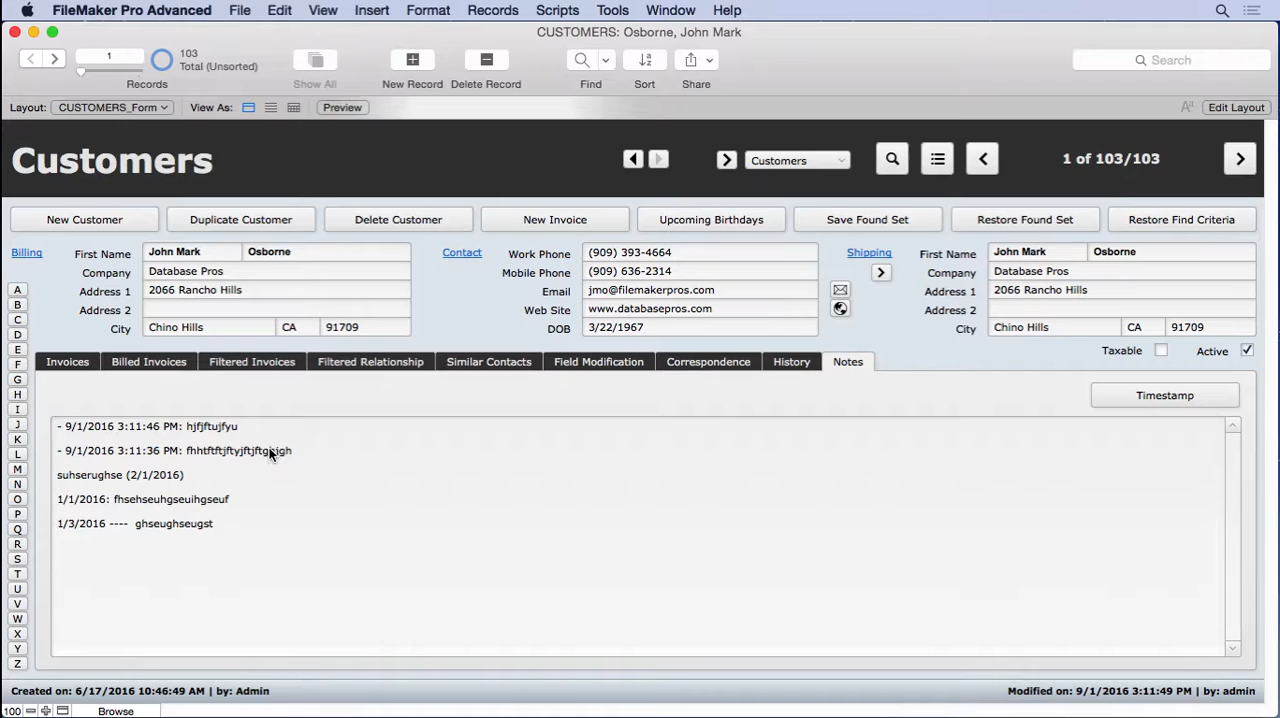 FileMaker Pro Advanced File Edit View Insert Format Records Scripts Tools Window Help
CUSTOMERS: Osborne, John Mark
1
103
Total (Unsorted)
Search
Records
Show All
New Record
Delete Record
Find
Sort
Share
Layout: CUSTOMERS_Form View As: Preview Aa Edit Layout
Customers
Customers
1 of 103/103
New Customer Duplicate Customer Delete Customer New Invoice Upcoming Birthdays Save Found Set Restore Found Set Restore Find Criteria
Billing
First Name John Mark Osborne
Company Database Pros
Address 1 2066 Rancho Hills
Address 2
City Chino Hills CA 91709
Contact
Work Phone (909) 393-4664
Mobile Phone (909) 636-2314
Email jmo@filemakerpros.com
Web Site www.databasepros.com
DOB 3/22/1967
Shipping
First Name John Mark Osborne
Company Database Pros
Address 1 2066 Rancho Hills
Address 2
City Chino Hills CA 91709
Taxable Active
A
B
C
D
E
F
G
H
I
J
K
L
M
N
O
P
Q
R
S
T
U
V
W
X
Y
Z
Invoices Billed Invoices Filtered Invoices Filtered Relationship Similar Contacts Field Modification Correspondence History Notes
Timestamp
- 9/1/2016 3:11:46 PM: hjfjftujfyu
- 9/1/2016 3:11:36 PM:
suhserughse (2/1/2016)
1/1/2016: fhsehseuhgseuihgseuf
1/3/2016 ---- ghseughseugst
Created on: 6/17/2016 10:46:49 AM | by: Admin
Modified on: 9/1/2016 3:11:49 PM | by: admin
100 Browse